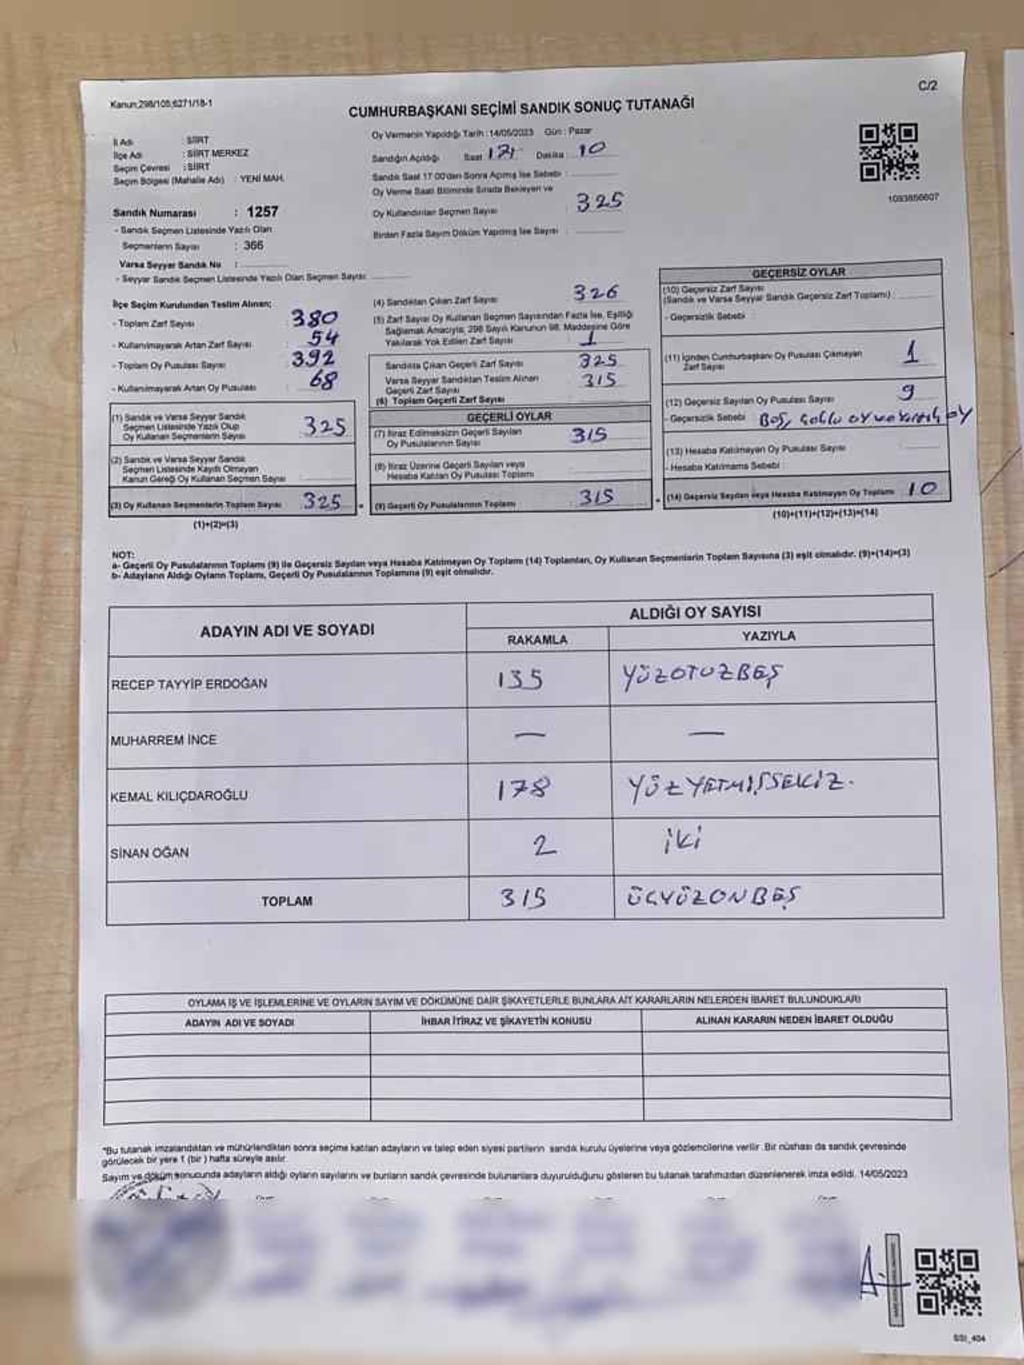 Kanun;298/105;6271/18-1
C/2
CUMHURBAŞKANI SEÇİMİ SANDIK SONUÇ TUTANAĞI
İl Adı : SİİRT
İlçe Adı : SİİRT MERKEZ
Seçim Çevresi : SİİRT
Seçim Bölgesi (Mahalle Adı) : YENİ MAH.
Oy Vermenin Yapıldığı Tarih : 14/05/2023 Gün : Pazar
Sandığın Açıldığı Saat Dakika 10
Sandık Saat 17:00'den Sonra Açımış İse Sebebi :
Oy Verme Saati Bitiminde Sırada Bekleyen ve
Oy Kullandırılan Seçmen Sayısı : 325
Birden Fazla Sayım Döküm Yapılmış İse Sayısı :
1093856607
Sandık Numarası : 1257
- Sandık Seçmen Listesinde Yazılı Olan
Seçmenlerin Sayısı : 366
Varsa Seyyar Sandık No :
- Seyyar Sandık Seçmen Listesinde Yazılı Olan Seçmen Sayısı:
İlçe Seçim Kurulundan Teslim Alınan;
- Toplam Zarf Sayısı 380
- Kullanılmayarak Artan Zarf Sayısı 54
- Toplam Oy Pusulası Sayısı 392
- Kullanılmayarak Artan Oy Pusulası 68
(1) Sandık ve Varsa Seyyar Sandık
Seçmen Listesinde Yazılı Olup
Oy Kullanan Seçmenlerin Sayısı 325
(2) Sandık ve Varsa Seyyar Sandık
Seçmen Listesinde Kayıtlı Olmayan
Kanun Gereği Oy Kullanan Seçmen Sayısı
(3) Oy Kullanan Seçmenlerin Toplam Sayısı 325
(1)+(2)=(3)
(4) Sandıktan Çıkan Zarf Sayısı : 326
(5) Zarf Sayısı Oy Kullanan Seçmen Sayısından Fazla İse, Eşitliği
Sağlamak Amacıyla; 298 Sayılı Kanunun 98. Maddesine Göre
Yakılarak Yok Edilen Zarf Sayısı : 1
Sandıkta Çıkan Geçerli Zarf Sayısı : 325
Varsa Seyyar Sandıktan Teslim Alınan
Geçerli Zarf Sayısı : 315
(6) Toplam Geçerli Zarf Sayısı
GEÇERLİ OYLAR
(7) İtiraz Edilmeksizin Geçerli Sayılan
Oy Pusulalarının Sayısı : 315
(8) İtiraz Üzerine Geçerli Sayılan veya
Hesaba Katılan Oy Pusulası Toplamı
(9) Geçerli Oy Pusulalarının Toplamı : 315
GEÇERSİZ OYLAR
(10) Geçersiz Zarf Sayısı
(Sandık ve Varsa Seyyar Sandık Geçersiz Zarf Toplamı) :
- Geçersizlik Sebebi :
(11) İçinden Cumhurbaşkanı Oy Pusulası Çıkmayan
Zarf Sayısı 1
(12) Geçersiz Sayılan Oy Pusulası Sayısı 9
- Geçersizlik Sebebi Boş, oy
(13) Hesaba Katılmayan Oy Pusulası Sayısı :
- Hesaba Katılmama Sebebi :
(14) Geçersiz Sayılan veya Hesaba Katılmayan Oy Toplamı : 10
(10)+(11)+(12)+(13)=(14)
NOT:
a- Geçerli Oy Pusulalarının Toplamı (9) ile Geçersiz Sayılan veya Hesaba Katılmayan Oy Toplamı (14) Toplamları, Oy Kullanan Seçmenlerin Toplam Sayısına (3) eşit olmalıdır. (9)+(14)=(3)
b- Adayların Aldığı Oyların Toplamı, Geçerli Oy Pusulalarının Toplamına (9) eşit olmalıdır.
ADAYIN ADI VE SOYADI
ALDIĞI OY SAYISI
RAKAMLA YAZIYLA
RECEP TAYYİP ERDOĞAN 135 YÜZOTUZBEŞ
MUHARREM İNCE — —
KEMAL KILIÇDAROĞLU 178 YÜZYETMİŞSEKİZ.
SİNAN OĞAN 2 iki
TOPLAM 315 ÜÇYÜZONBEŞ
OYLAMA İŞ VE İŞLEMLERİNE VE OYLARIN SAYIM VE DÖKÜMÜNE DAİR ŞİKAYETLERLE BUNLARA AİT KARARLARIN NELERDEN İBARET BULUNDUKLARI
ADAYIN ADI VE SOYADI İHBAR İTİRAZ VE ŞİKAYETİN KONUSU ALINAN KARARIN NEDEN İBARET OLDUĞU
*Bu tutanak imzalandıktan ve mühürlendikten sonra seçime katılan adayların ve talep eden siyasi partilerin sandık kurulu üyelerine veya gözlemcilerine verilir. Bir nüshası da sandık çevresinde
görülecek bir yere 1 (bir) hafta süreyle asılır.
Sayım ve döküm sonucunda adayların aldığı oyların sayılarını ve bunların sandık çevresinde bulunanlara duyurulduğunu gösteren bu tutanak tarafımızdan düzenlenerek imza edildi. 14/05/2023
SSI_404